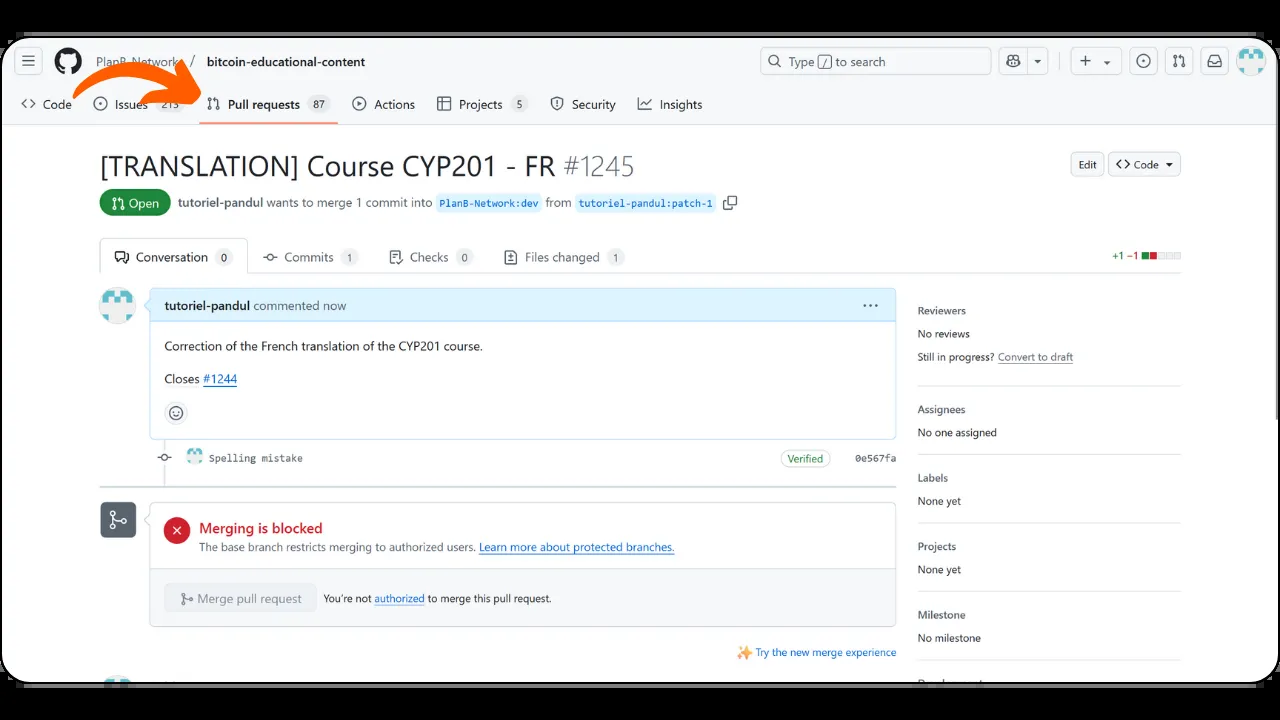 PlanB-Network / bitcoin-educational-content
Type / to search
Code Issues 213 Pull requests 87 Actions Projects 5 Security Insights
[TRANSLATION] Course CYP201 - FR #1245
Edit Code
Open tutoriel-pandul wants to merge 1 commit into PlanB-Network:dev from tutoriel-pandul:patch-1
Conversation 0 Commits 1 Checks 0 Files changed 1
+1 −1
tutoriel-pandul commented now
Correction of the French translation of the CYP201 course.
Closes #1244
Spelling mistake Verified 0e567fa
Merging is blocked
The base branch restricts merging to authorized users. Learn more about protected branches.
Merge pull request You're not authorized to merge this pull request.
Try the new merge experience
Reviewers
No reviews
Still in progress? Convert to draft
Assignees
No one assigned
Labels
None yet
Projects
None yet
Milestone
No milestone